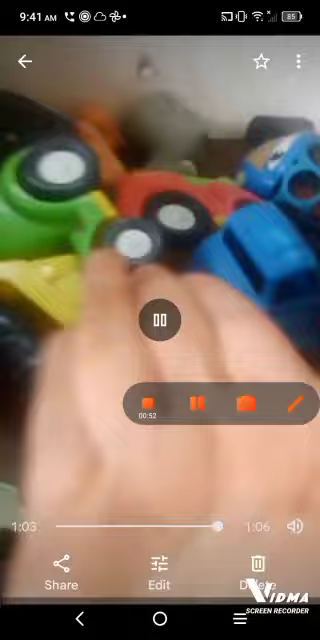 9:41 AM
85
00:52
1:03
1:06
Share
Edit
Delete
VIDMA
SCREEN RECORDER